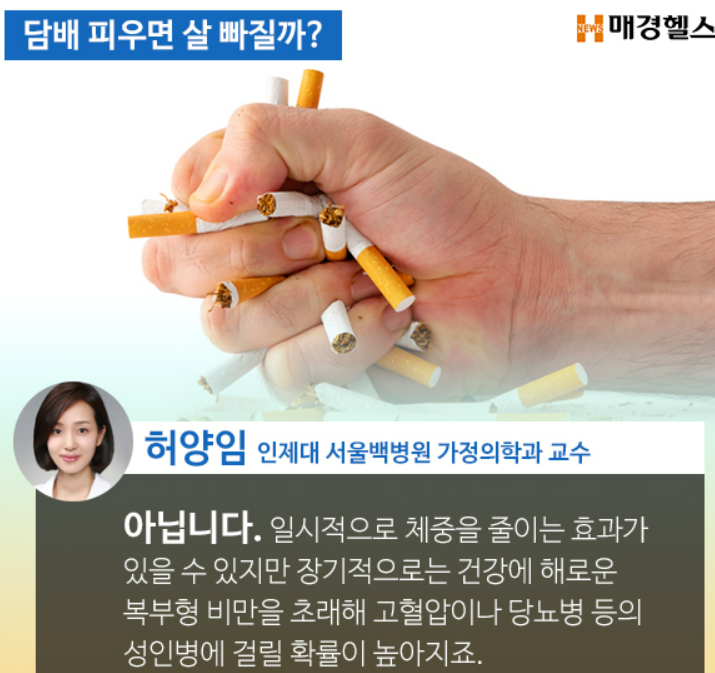 담배 피우면 살 빠질까?
NEWS 매경헬스
허양임 인제대 서울백병원 가정의학과 교수
아닙니다. 일시적으로 체중을 줄이는 효과가
있을 수 있지만 장기적으로는 건강에 해로운
복부형 비만을 초래해 고혈압이나 당뇨병 등의
성인병에 걸릴 확률이 높아지죠.